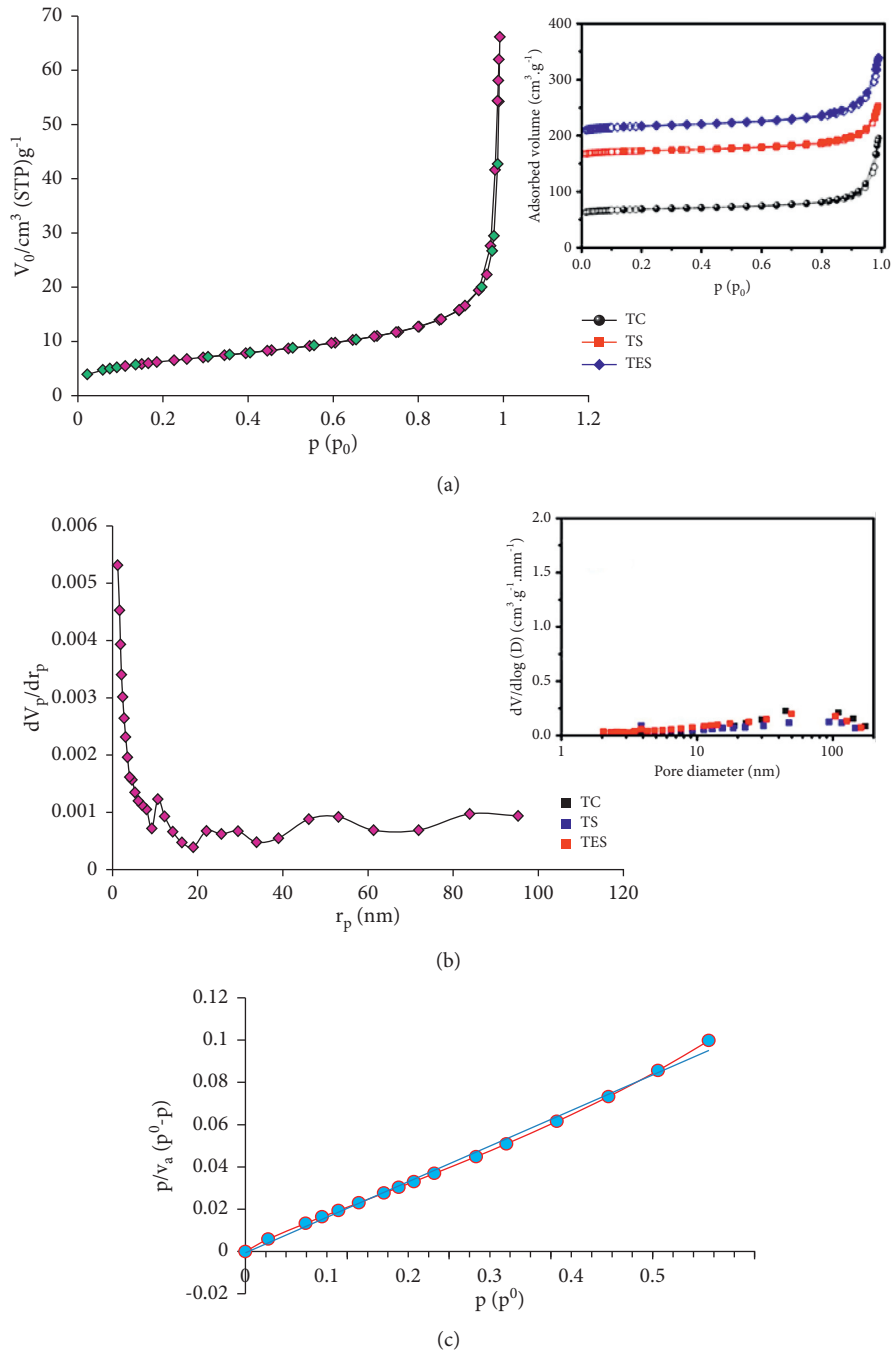 70
60
50
40
30
20
10
0
V₀/cm³ (STP)g⁻¹
0 0.2 0.4 0.6 0.8 1 1.2
p (p₀)
400
300
200
100
0
Adsorbed volume (cm³.g⁻¹)
0.0 0.2 0.4 0.6 0.8 1.0
p (p₀)
TC
TS
TES
(a)
0.006
0.005
0.004
0.003
0.002
0.001
0
dVₚ/drₚ
0 20 40 60 80 100 120
rₚ (nm)
2.0
1.5
1.0
0.5
0.0
dV/dlog (D) (cm³.g⁻¹.mm⁻¹)
1 10 100
Pore diameter (nm)
TC
TS
TES
(b)
0.12
0.1
0.08
0.06
0.04
0.02
0
-0.02
p/vₐ (p⁰-p)
0 0.1 0.2 0.3 0.4 0.5
p (p⁰)
(c)